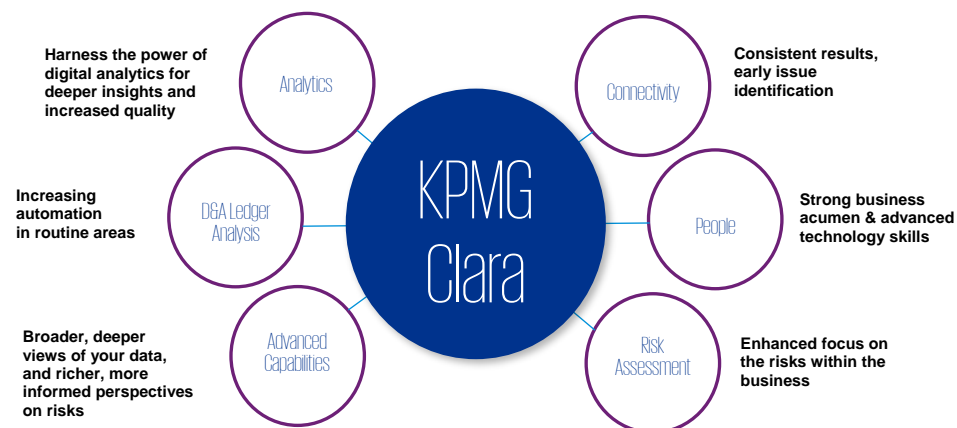 Harness the power of
digital analytics for
deeper insights and
increased quality
Analytics
Connectivity
Consistent results,
early issue
identification
KPMG
Clara
Increasing
automation
in routine areas
D&A Ledger
Analysis
People
Strong business
acumen & advanced
technology skills
Broader, deeper
views of your data,
and richer, more
informed perspectives
on risks
Advanced
Capabilities
Risk
Assessment
Enhanced focus on
the risks within the
business